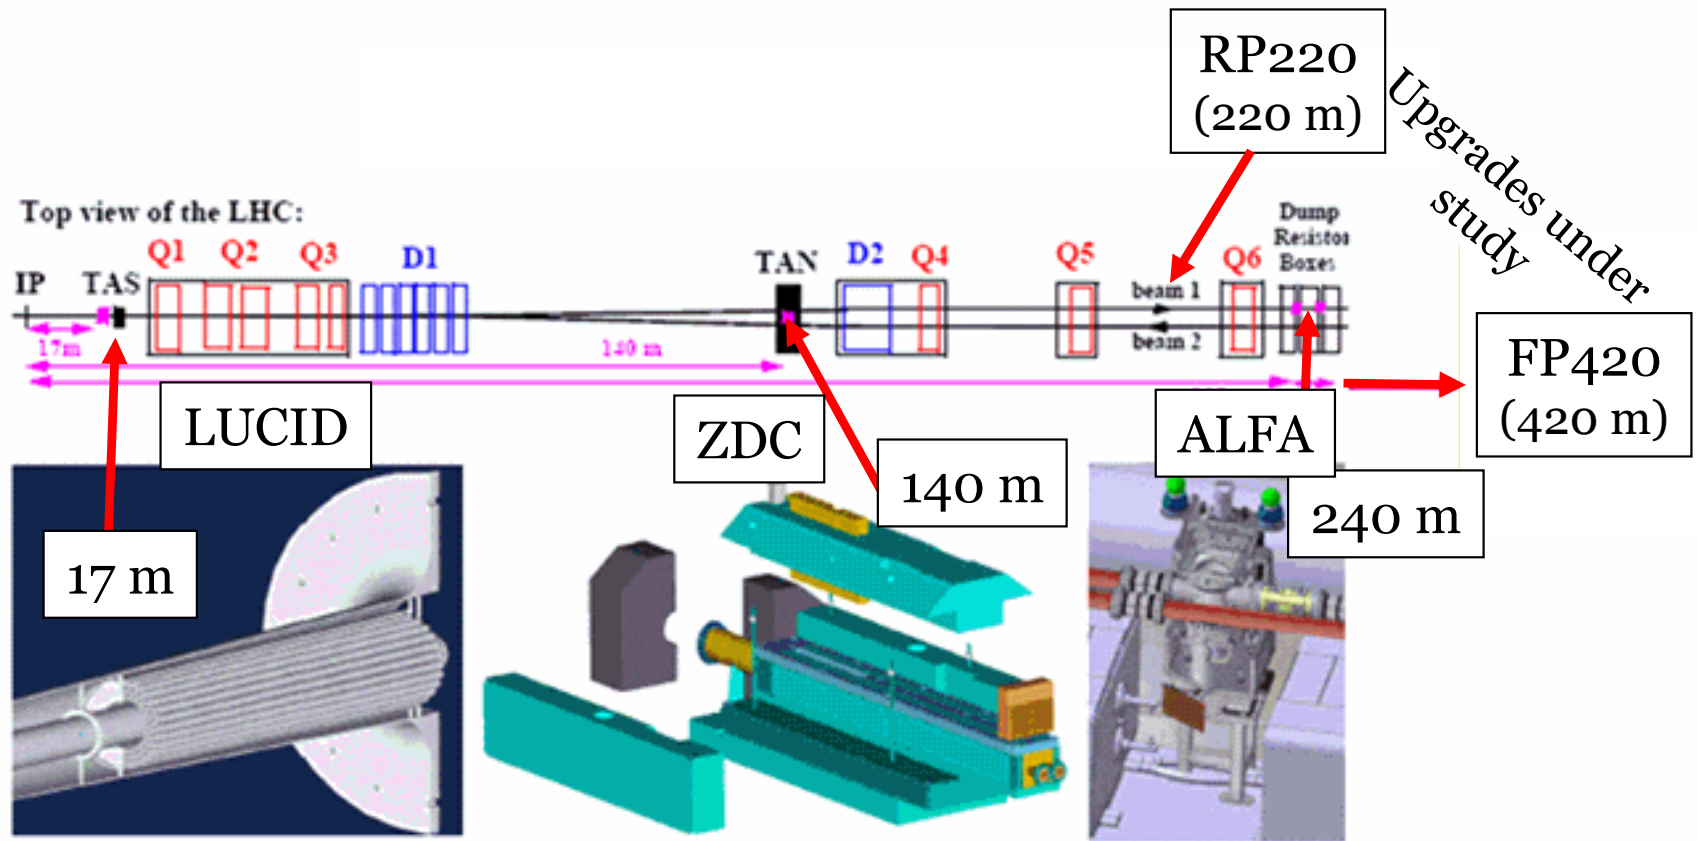 RP220
(220 m)
Upgrades under
study
Top view of the LHC:
Dump
Resistor
Boxes
Q1
Q2
Q3
D1
TAN
D2
Q4
Q5
Q6
IP
TAS
beam 1
beam 2
17m
140 m
FP420
(420 m)
LUCID
ZDC
ALFA
140 m
240 m
17 m